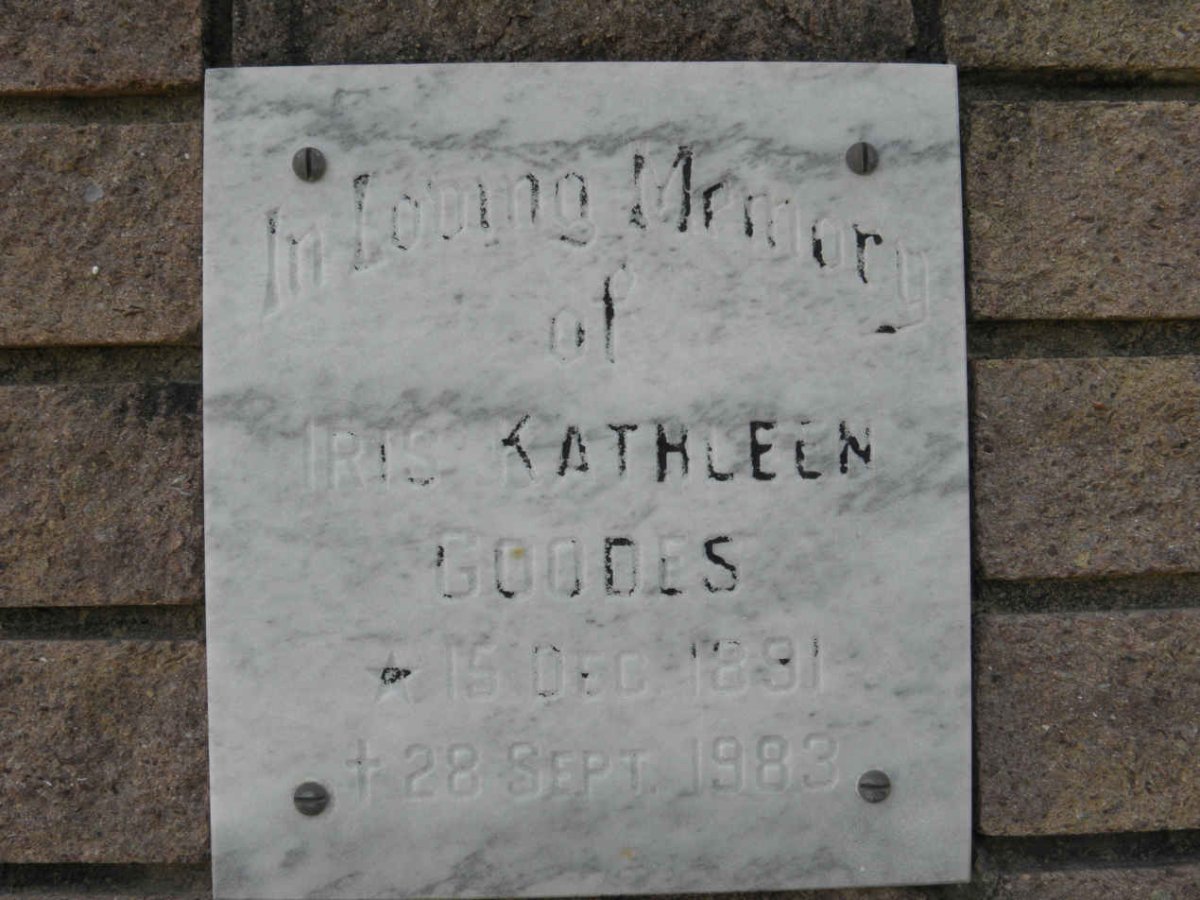 In Loving Memory
of
IRIS KATHLEEN
GOODES
15 DEC. 1891
28 SEPT. 1983